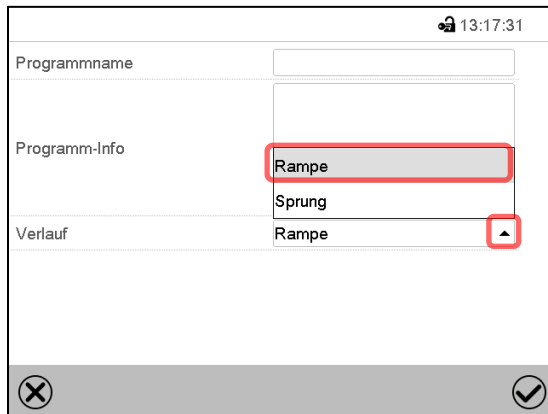 13:17:31
Programmname
Programm-Info
Rampe
Sprung
Verlauf
Rampe